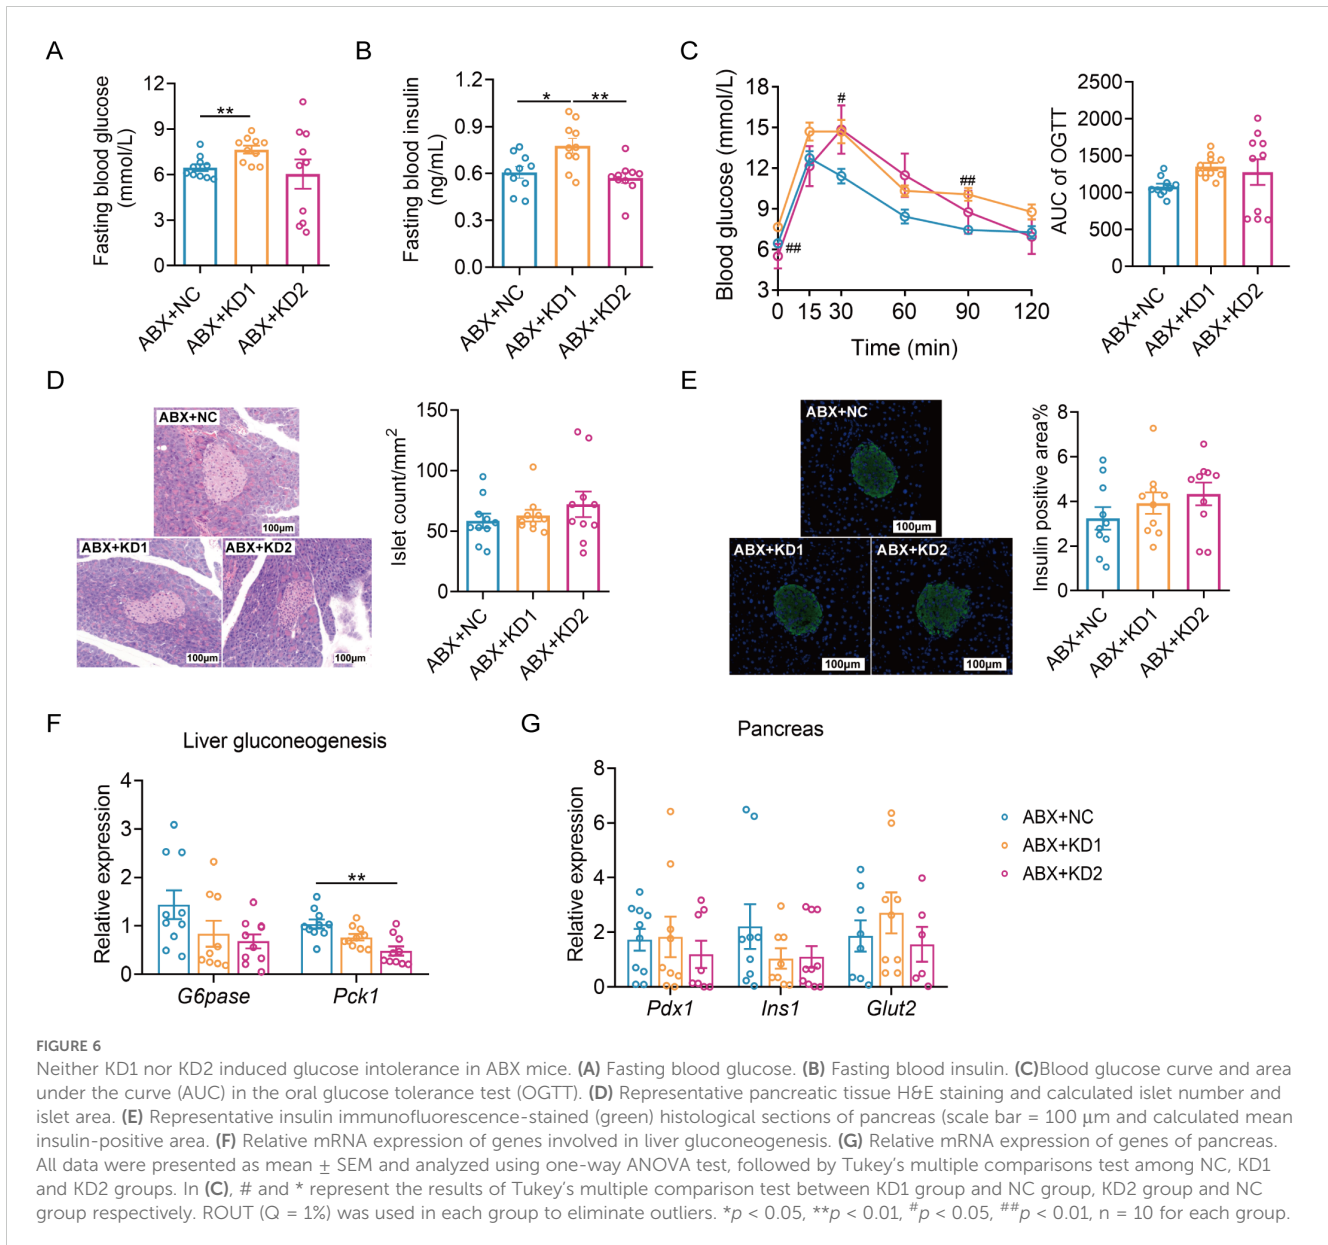 A
Fasting blood glucose
(mmol/L)
12
9
6
3
0
**
ABX+NC
ABX+KD1
ABX+KD2
B
Fasting blood insulin
(ng/mL)
1.2
0.9
0.6
0.3
0.0
*
**
ABX+NC
ABX+KD1
ABX+KD2
C
Blood glucose (mmol/L)
18
15
12
9
6
3
#
##
##
0 15 30 60 90 120
Time (min)
AUC of OGTT
2500
2000
1500
1000
500
0
ABX+NC
ABX+KD1
ABX+KD2
D
ABX+NC
100μm
ABX+KD1
100μm
ABX+KD2
100μm
Islet count/mm²
150
100
50
0
ABX+NC
ABX+KD1
ABX+KD2
E
ABX+NC
100μm
ABX+KD1
100μm
ABX+KD2
100μm
Insulin positive area%
8
6
4
2
0
ABX+NC
ABX+KD1
ABX+KD2
F
Liver gluconeogenesis
Relative expression
4
3
2
1
0
**
G6pase Pck1
G
Pancreas
Relative expression
8
6
4
2
0
Pdx1 Ins1 Glut2
ABX+NC
ABX+KD1
ABX+KD2
FIGURE 6
Neither KD1 nor KD2 induced glucose intolerance in ABX mice. (A) Fasting blood glucose. (B) Fasting blood insulin. (C)Blood glucose curve and area
under the curve (AUC) in the oral glucose tolerance test (OGTT). (D) Representative pancreatic tissue H&E staining and calculated islet number and
islet area. (E) Representative insulin immunofluorescence-stained (green) histological sections of pancreas (scale bar = 100 μm and calculated mean
insulin-positive area. (F) Relative mRNA expression of genes involved in liver gluconeogenesis. (G) Relative mRNA expression of genes of pancreas.
All data were presented as mean ± SEM and analyzed using one-way ANOVA test, followed by Tukey's multiple comparisons test among NC, KD1
and KD2 groups. In (C), # and * represent the results of Tukey's multiple comparison test between KD1 group and NC group, KD2 group and NC
group respectively. ROUT (Q = 1%) was used in each group to eliminate outliers. *p < 0.05, **p < 0.01, #p < 0.05, ##p < 0.01, n = 10 for each group.